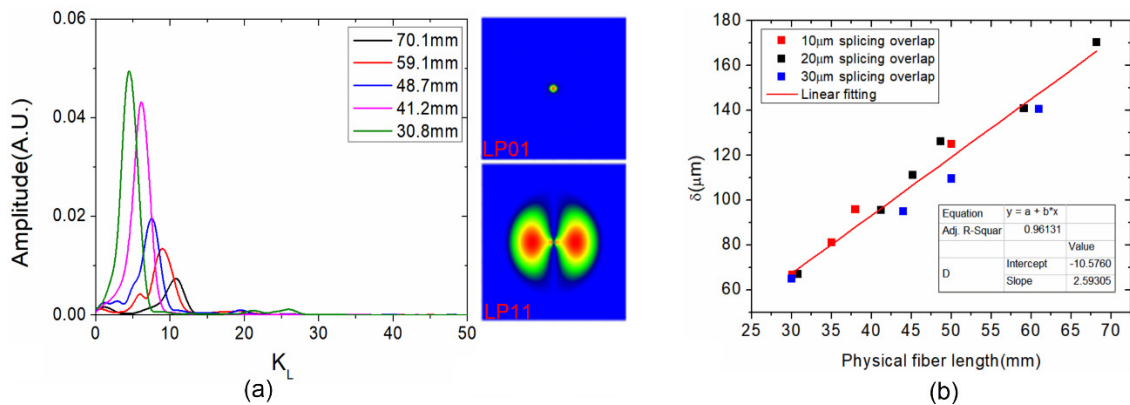 0.06
0.04
0.02
0.00
Amplitude(A.U.)
0 10 20 30 40 50
K_L
70.1mm
59.1mm
48.7mm
41.2mm
30.8mm
LP01
LP11
(a)
180
160
140
120
100
80
60
δ(μm)
25 30 35 40 45 50 55 60 65 70
Physical fiber length(mm)
10μm splicing overlap
20μm splicing overlap
30μm splicing overlap
Linear fitting
Equation y = a + b*x
Adj. R-Squar 0.96131
Value
D
Intercept -10.5760
Slope 2.59305
(b)